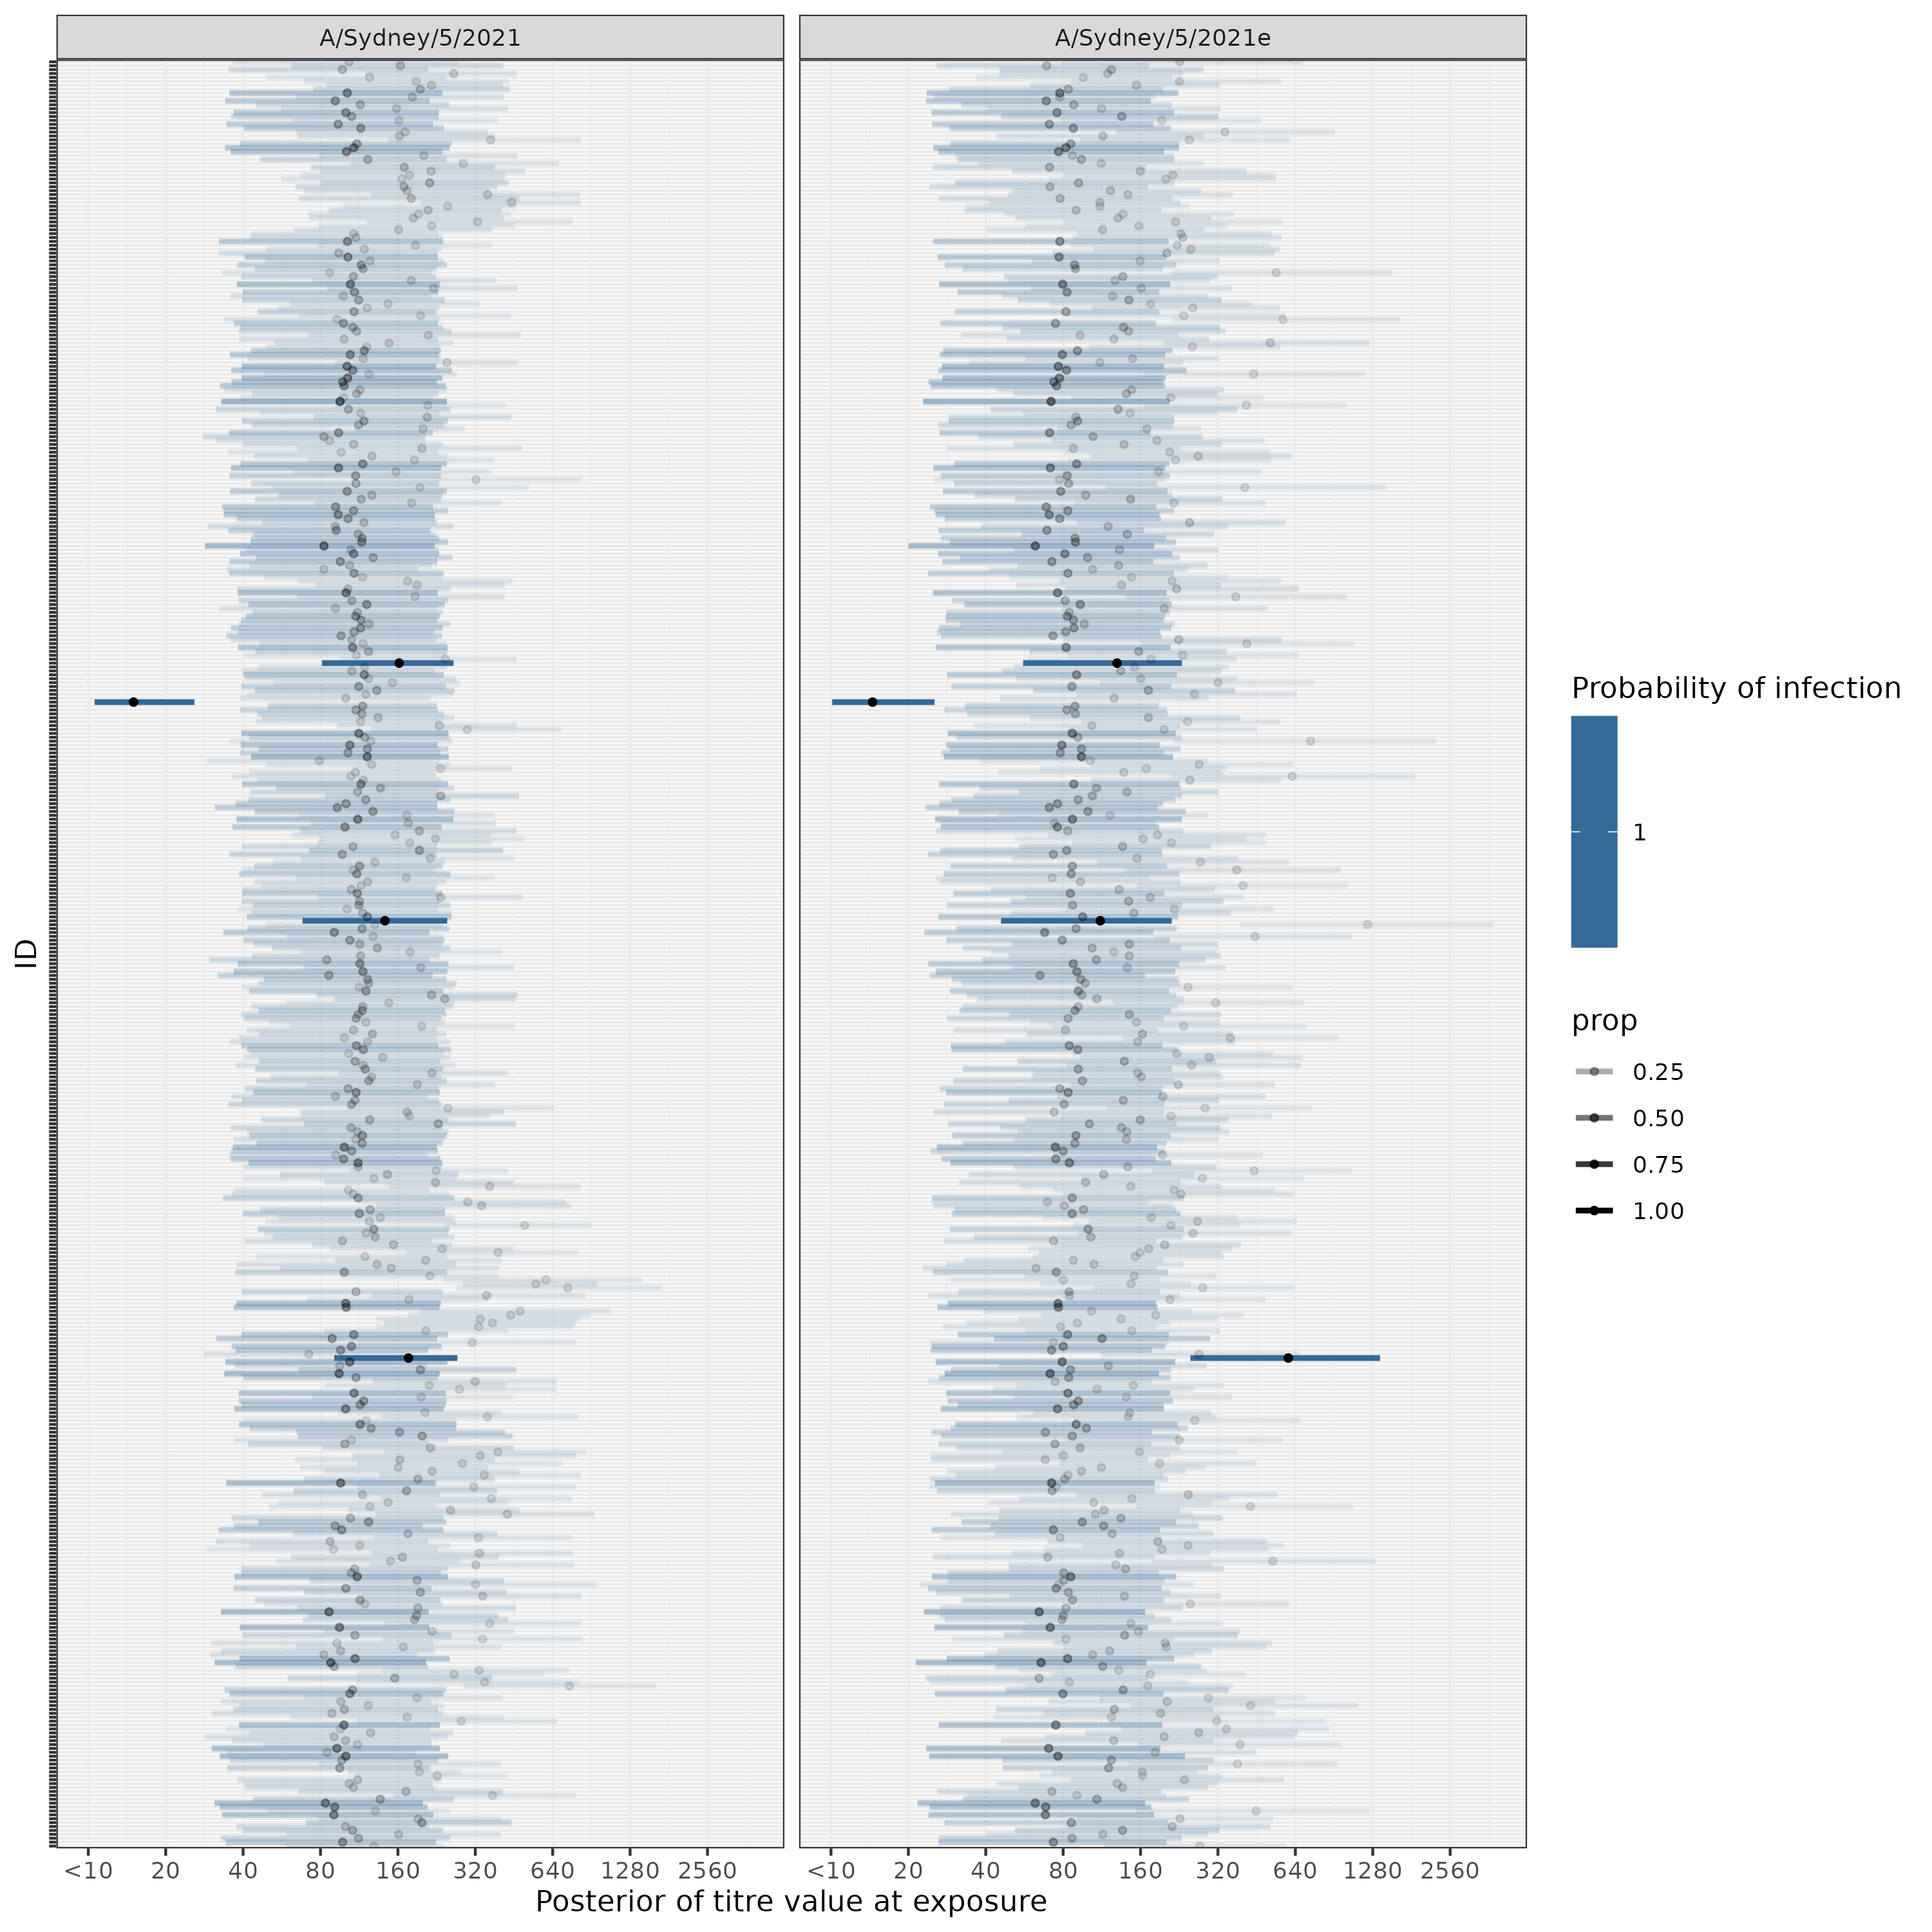 A/Sydney/5/2021
A/Sydney/5/2021e
ID
<10 20 40 80 160 320 640 1280 2560
<10 20 40 80 160 320 640 1280 2560
Posterior of titre value at exposure
Probability of infection
1
prop
0.25
0.50
0.75
1.00